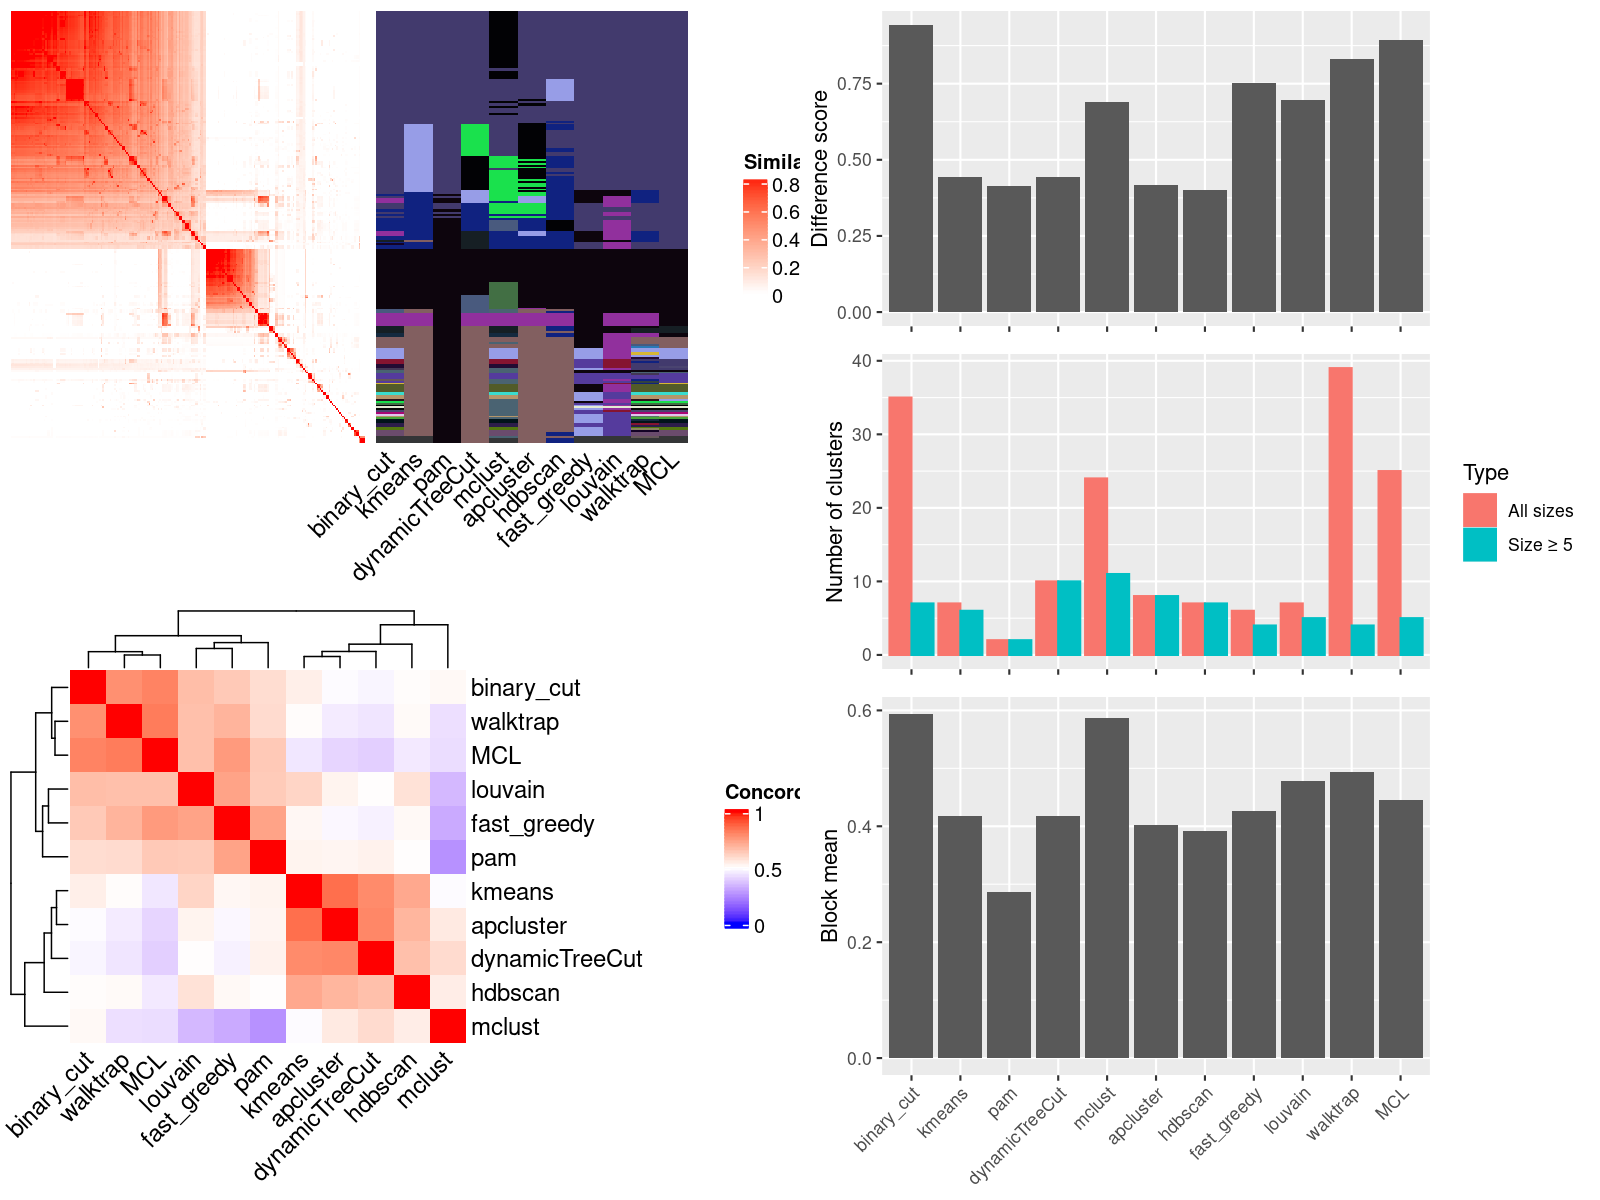 Simila
0.8
0.6
0.4
0.2
0
binary_cut
kmeans
pam
dynamicTreeCut
mclust
apcluster
hdbscan
fast_greedy
louvain
walktrap
MCL
Difference score
0.75
0.50
0.25
0.00
Number of clusters
40
30
20
10
0
Type
All sizes
Size ≥ 5
binary_cut
walktrap
MCL
louvain
fast_greedy
pam
kmeans
apcluster
dynamicTreeCut
hdbscan
mclust
binary_cut
walktrap
MCL
louvain
fast_greedy
pam
kmeans
apcluster
dynamicTreeCut
hdbscan
mclust
Concord
1
0.5
0
Block mean
0.6
0.4
0.2
0.0
binary_cut
kmeans
pam
dynamicTreeCut
mclust
apcluster
hdbscan
fast_greedy
louvain
walktrap
MCL